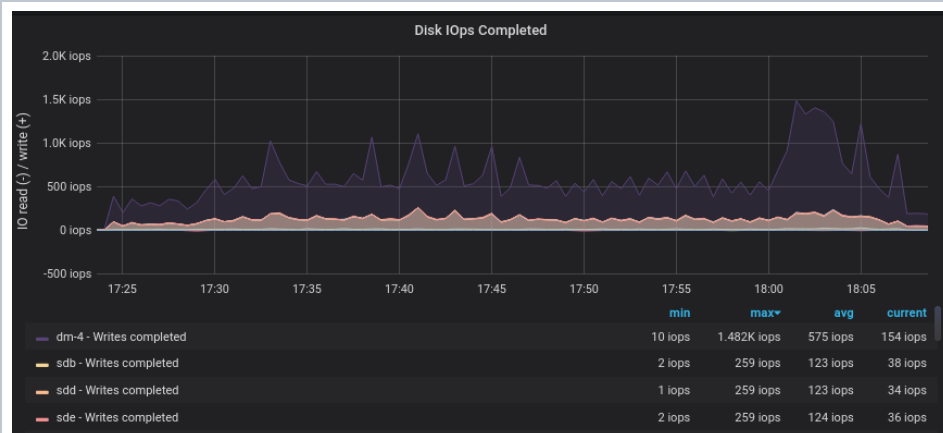 Disk IOps Completed
IO read (-) / write (+)
2.0K iops
1.5K iops
1.0K iops
500 iops
0 iops
-500 iops
17:25 17:30 17:35 17:40 17:45 17:50 17:55 18:00 18:05
min max avg current
dm-4 - Writes completed 10 iops 1.482K iops 575 iops 154 iops
sdb - Writes completed 2 iops 259 iops 123 iops 38 iops
sdd - Writes completed 1 iops 259 iops 123 iops 34 iops
sde - Writes completed 2 iops 259 iops 124 iops 36 iops